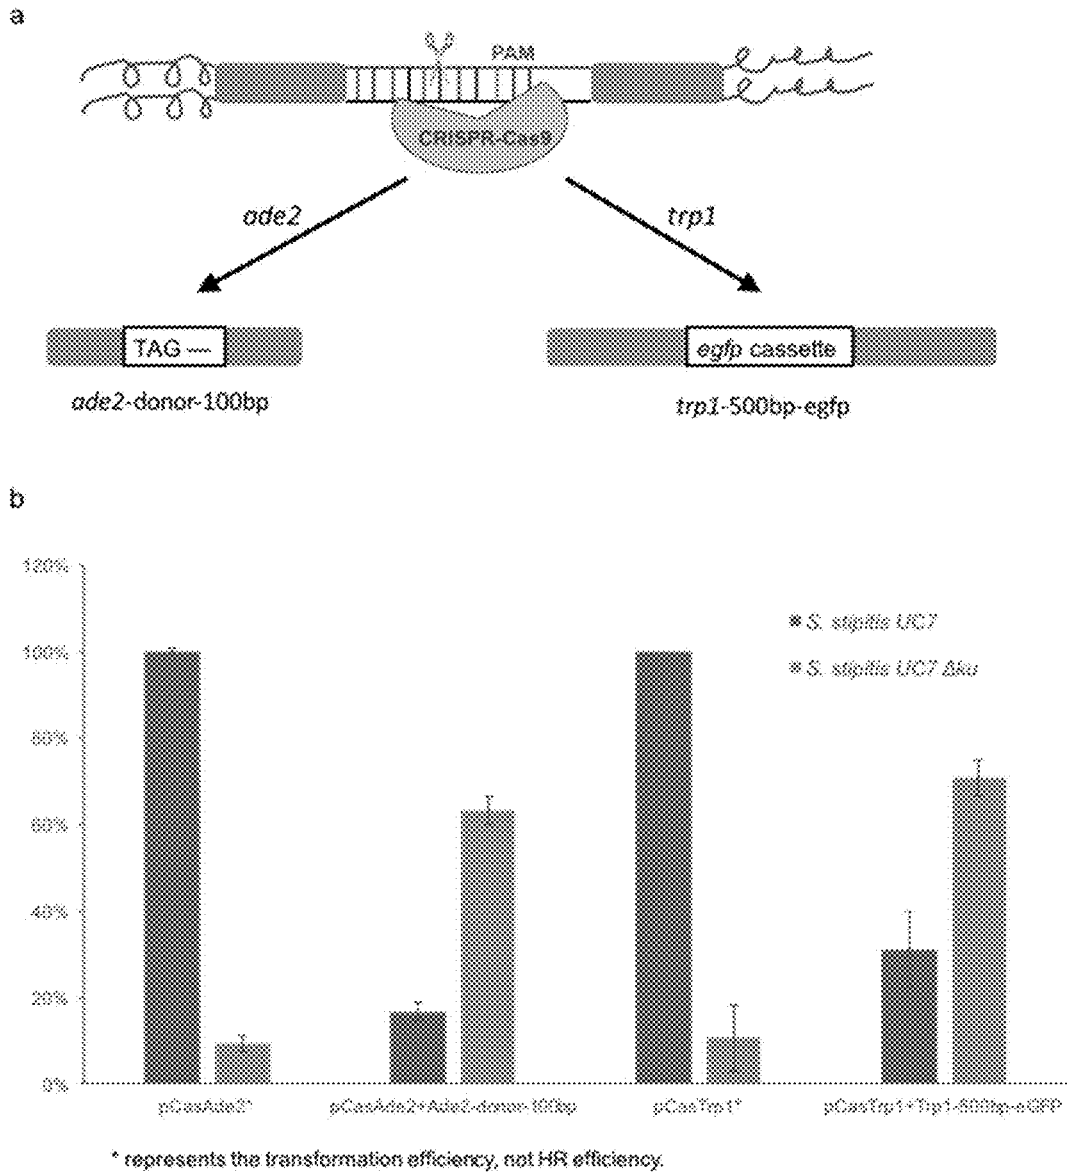 a
PAM
CRISPR-Cas9
ade2
trp1
TAG —
egfp cassette
ade2-donor-100bp
trp1-500bp-egfp
b
120%
100%
80%
60%
40%
20%
0%
S. stipitis UC7
S. stipitis UC7 Δku
pCasAde2*
pCasAde2+Ade2-donor-100bp
pCasTrp1*
pCasTrp1+Trp1-500bp-eGFP
* represents the transformation efficiency, not HR efficiency.